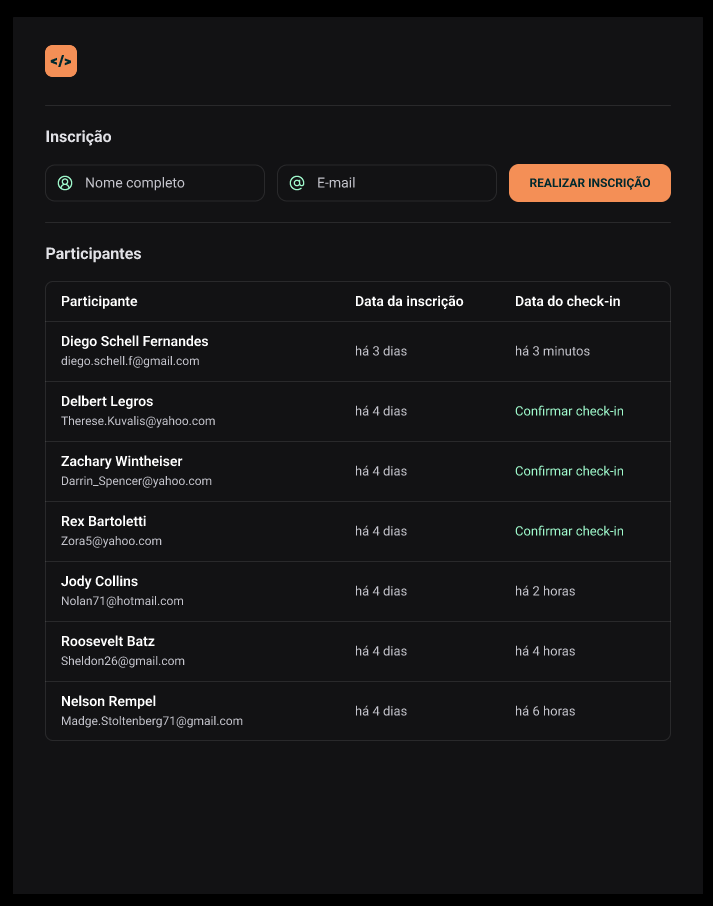 </>
Inscrição
Nome completo
E-mail
REALIZAR INSCRIÇÃO
Participantes
Participante Data da inscrição Data do check-in
Diego Schell Fernandes
diego.schell.f@gmail.com
há 3 dias há 3 minutos
Delbert Legros
Therese.Kuvalis@yahoo.com
há 4 dias Confirmar check-in
Zachary Wintheiser
Darrin_Spencer@yahoo.com
há 4 dias Confirmar check-in
Rex Bartoletti
Zora5@yahoo.com
há 4 dias Confirmar check-in
Jody Collins
Nolan71@hotmail.com
há 4 dias há 2 horas
Roosevelt Batz
Sheldon26@gmail.com
há 4 dias há 4 horas
Nelson Rempel
Madge.Stoltenberg71@gmail.com
há 4 dias há 6 horas